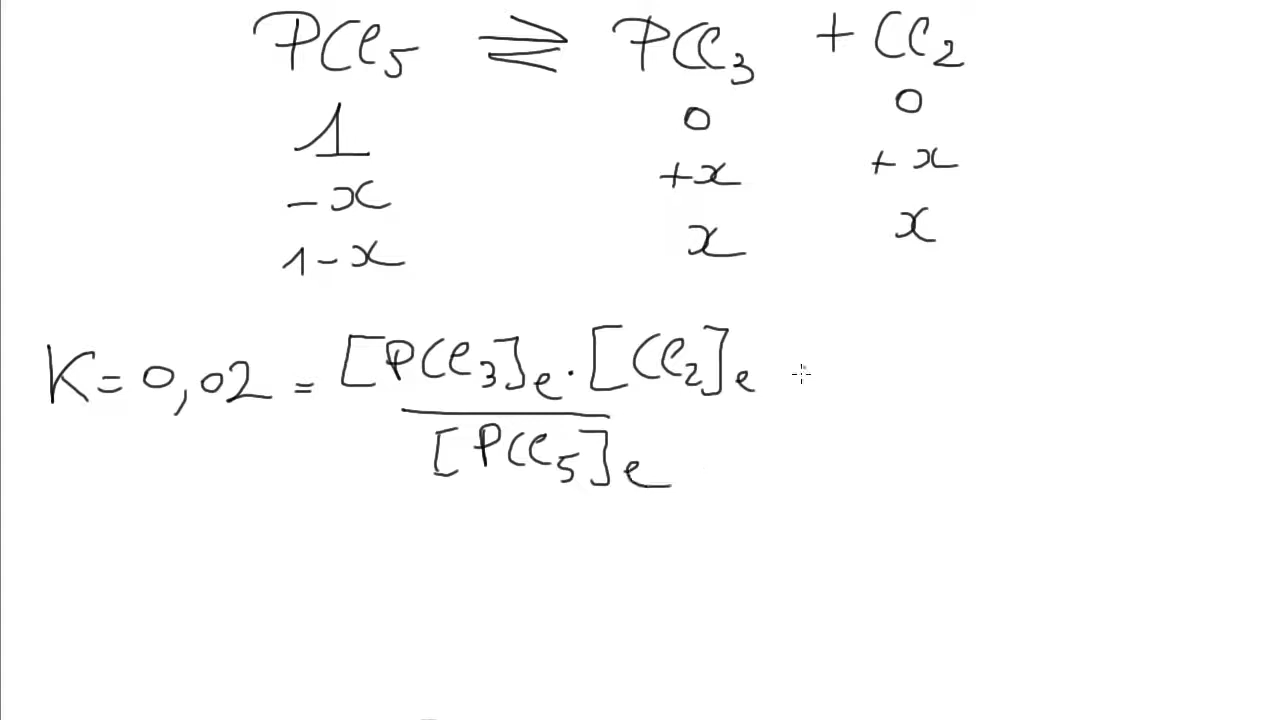 PCl₅ ⇌ PCl₃ + Cl₂
1 0 0
-x +x +x
1-x x x
K = 0,02 = [PCl₃]e · [Cl₂]e
[PCl₅]e